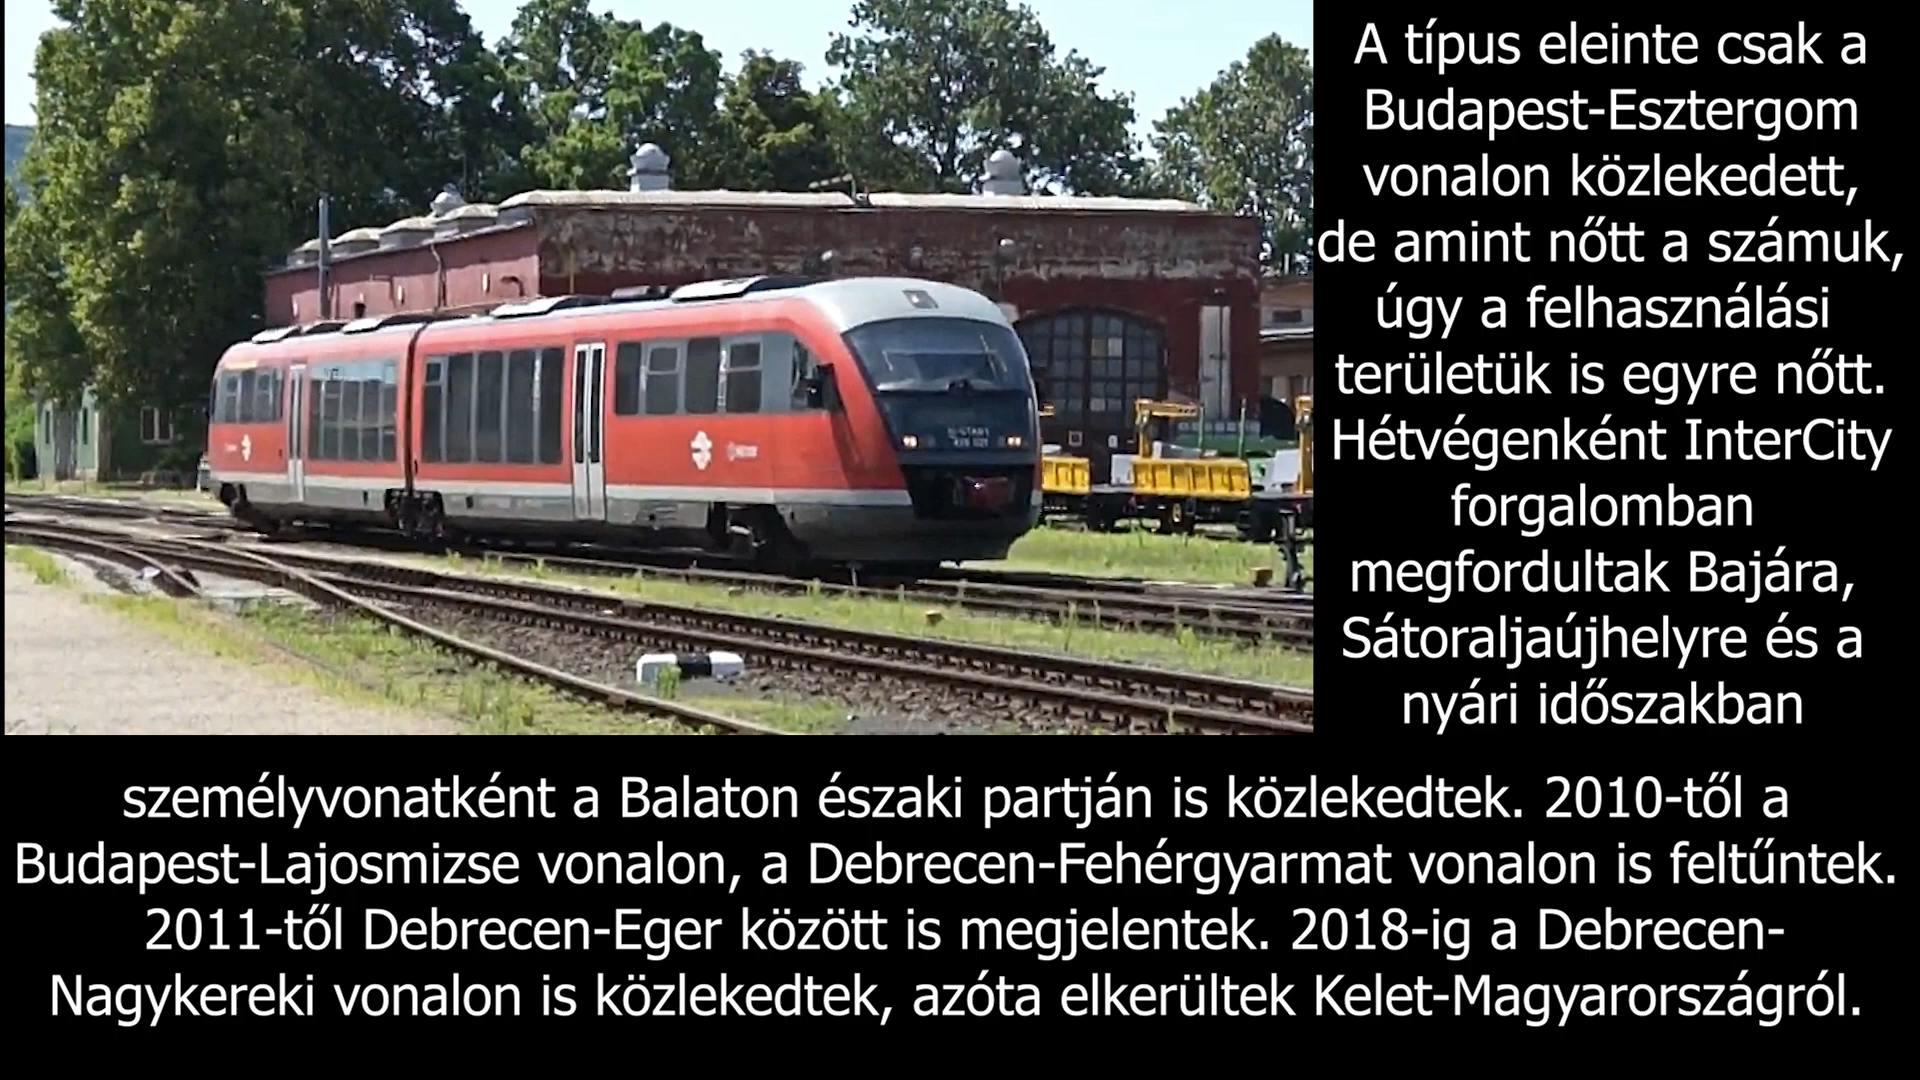 A típus eleinte csak a
Budapest-Esztergom
vonalon közlekedett,
de amint nőtt a számuk,
úgy a felhasználási
területük is egyre nőtt.
Hétvégenként InterCity
forgalomban
megfordultak Bajára,
Sátoraljaújhelyre és a
nyári időszakban
személyvonatként a Balaton északi partján is közlekedtek. 2010-től a
Budapest-Lajosmizse vonalon, a Debrecen-Fehérgyarmat vonalon is feltűntek.
2011-től Debrecen-Eger között is megjelentek. 2018-ig a Debrecen-
Nagykereki vonalon is közlekedtek, azóta elkerültek Kelet-Magyarországról.